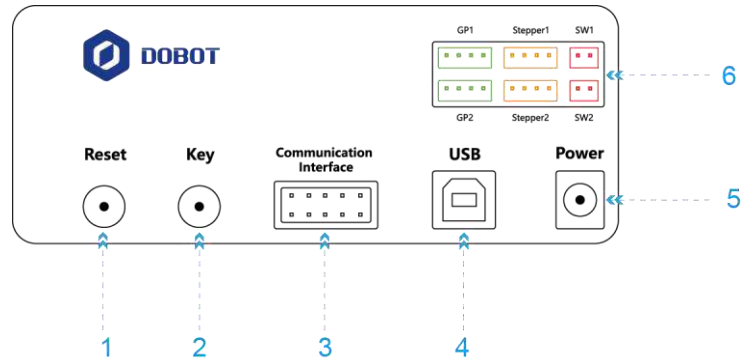 GP1 Stepper1 SW1
DOBOT
6
GP2 Stepper2 SW2
Reset Key Communication Interface USB Power
5
1 2 3 4